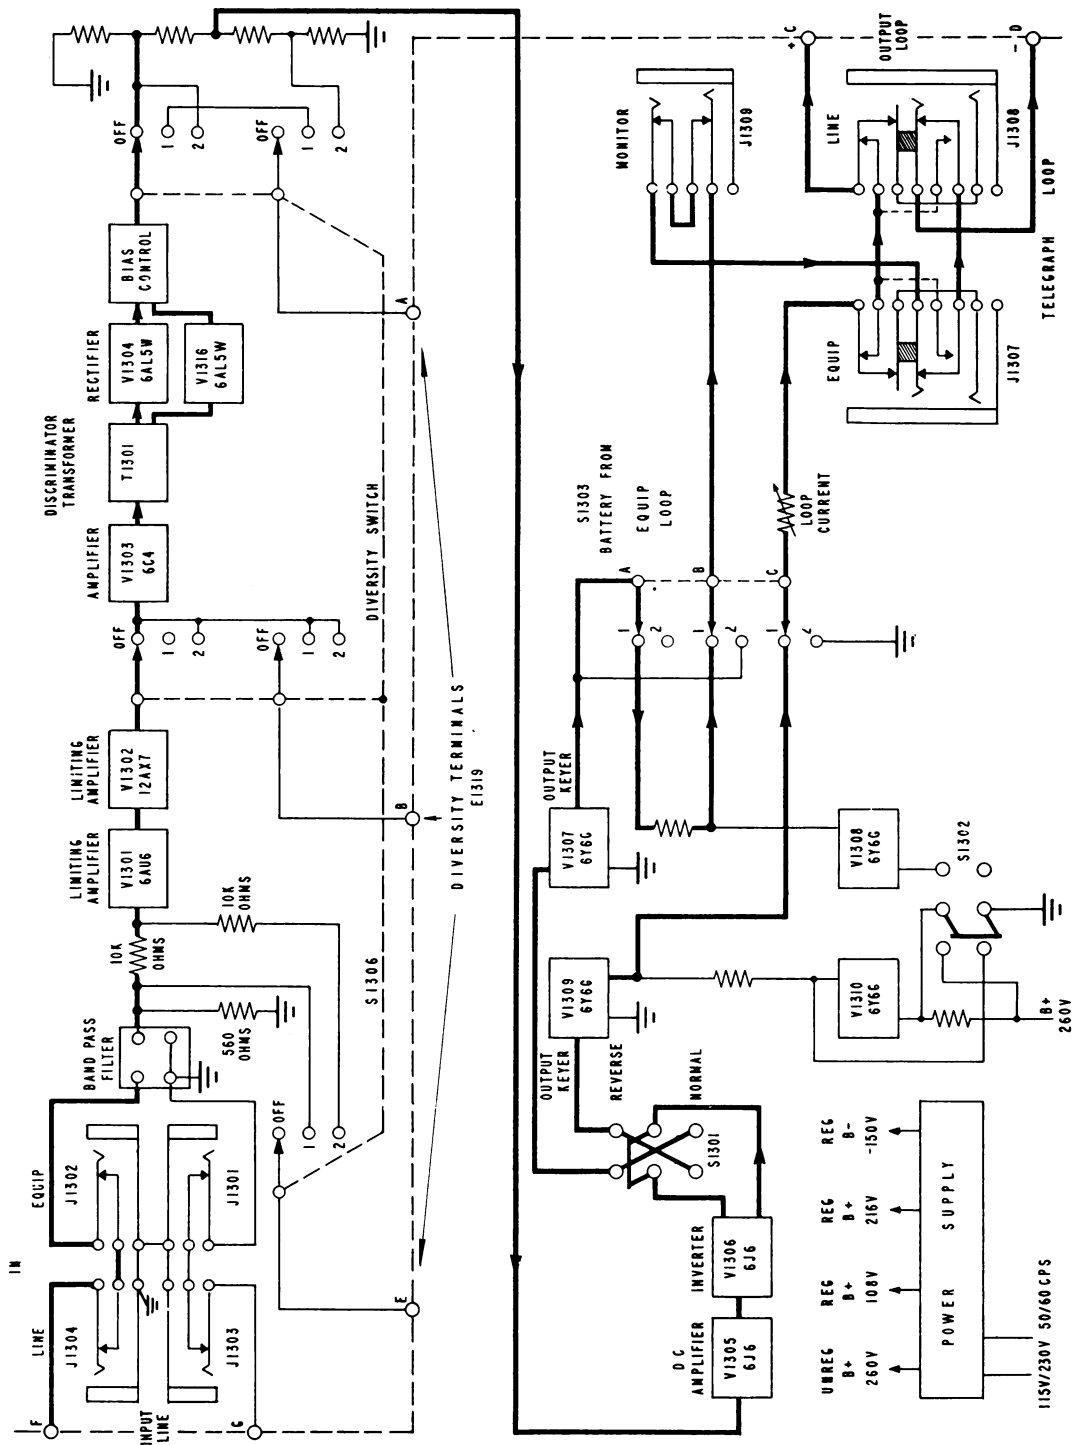 IN
LINE
EQUIP
F
G
INPUT
LINE
J1304
J1303
J1302
J1301
BAND PASS
FILTER
560
OHMS
10K
OHMS
10K
OHMS
OFF
1
2
E
S1306
LIMITING
AMPLIFIER
V1301
6AU6
LIMITING
AMPLIFIER
V1302
12AX7
OFF
1
2
OFF
1
2
B
DIVERSITY SWITCH
DIVERSITY TERMINALS
E1319
AMPLIFIER
V1303
6C4
DISCRIMINATOR
TRANSFORMER
T1301
RECTIFIER
V1304
6AL5W
V1316
6AL5W
BIAS
CONTROL
A
OFF
1
2
OFF
1
2
DC
AMPLIFIER
V1305
6J6
INVERTER
V1306
6J6
S1301
REVERSE
NORMAL
OUTPUT
KEYER
V1309
6Y6G
OUTPUT
KEYER
V1307
6Y6G
V1310
6Y6G
V1308
6Y6G
S1302
B+
260V
1
2
1
2
1
2
A
B
C
S1303
BATTERY FROM
EQUIP
LOOP
LOOP
CURRENT
MONITOR
J1309
EQUIP
J1307
LINE
J1308
TELEGRAPH LOOP
OUTPUT
LOOP
+ C
- D
UNREG
B+
260V
REG
B+
108V
REG
B+
216V
REG
B-
-150V
POWER SUPPLY
115V/230V 50/60 CPS